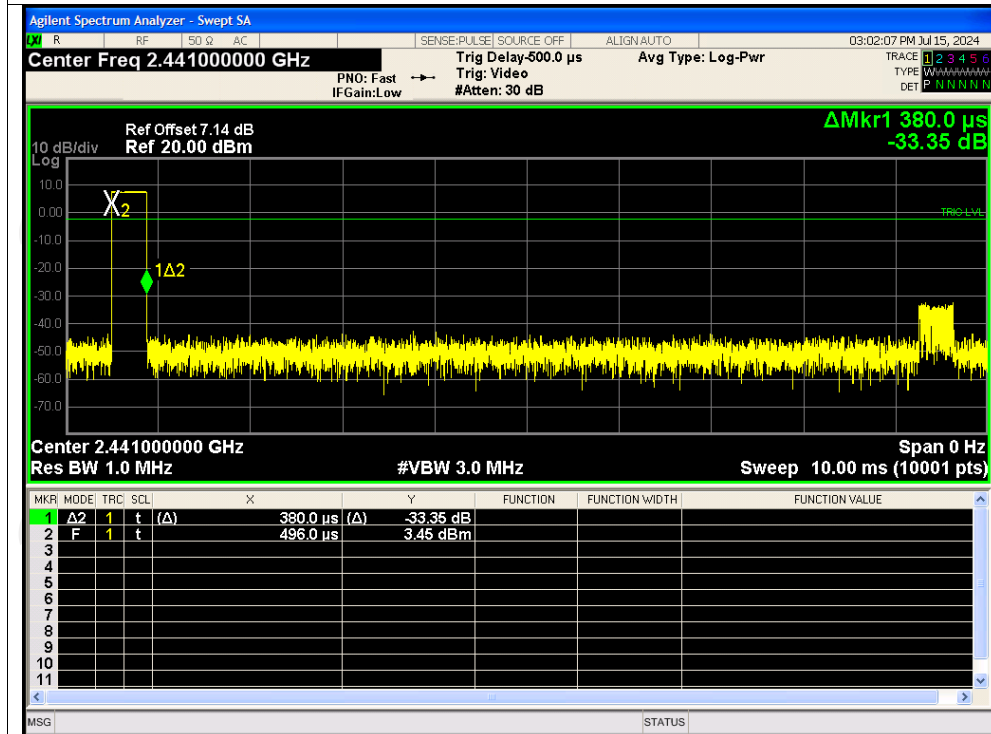 Agilent Spectrum Analyzer - Swept SA
LXI R RF 50 Ω AC SENSE:PULSE SOURCE OFF ALIGN AUTO 03:02:07 PM Jul 15, 2024
Center Freq 2.441000000 GHz
PNO: Fast
IFGain:Low
Trig Delay-500.0 µs
Trig: Video
#Atten: 30 dB
Avg Type: Log-Pwr
TRACE 1 2 3 4 5 6
TYPE W
DET P N N N N N
ΔMkr1 380.0 µs
-33.35 dB
Ref Offset 7.14 dB
10 dB/div Ref 20.00 dBm
Log
10.0
0.00
-10.0
-20.0
-30.0
-40.0
-50.0
-60.0
-70.0
X2
1Δ2
TRIG LVL
Center 2.441000000 GHz Span 0 Hz
Res BW 1.0 MHz #VBW 3.0 MHz Sweep 10.00 ms (10001 pts)
MKR MODE TRC SCL X Y FUNCTION FUNCTION WIDTH FUNCTION VALUE
1 Δ2 1 t (Δ) 380.0 µs (Δ) -33.35 dB
2 F 1 t 496.0 µs 3.45 dBm
3
4
5
6
7
8
9
10
11
MSG STATUS